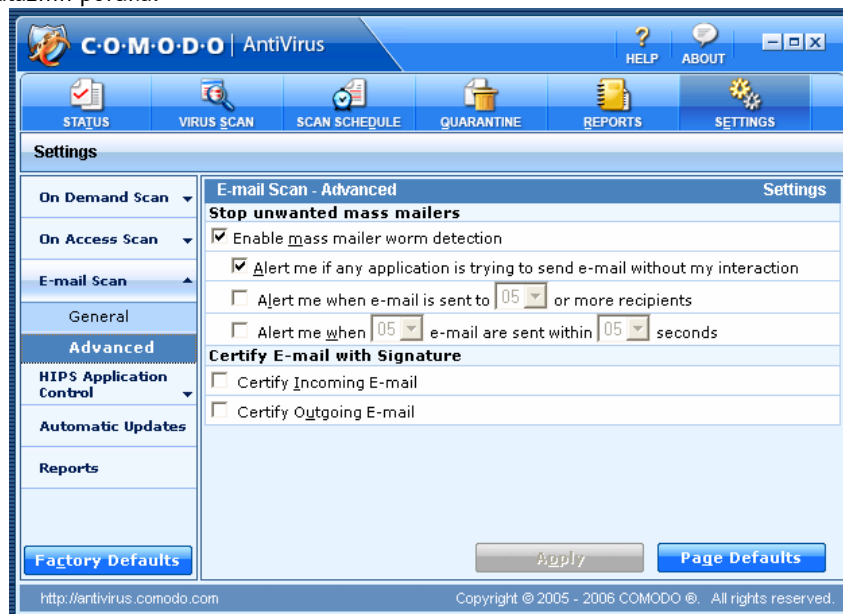 C·O·M·O·D·O | AntiVirus
HELP
ABOUT
STATUS
VIRUS SCAN
SCAN SCHEDULE
QUARANTINE
REPORTS
SETTINGS
Settings
On Demand Scan
On Access Scan
E-mail Scan
General
Advanced
HIPS Application
Control
Automatic Updates
Reports
Factory Defaults
E-mail Scan - Advanced Settings
Stop unwanted mass mailers
Enable mass mailer worm detection
Alert me if any application is trying to send e-mail without my interaction
Alert me when e-mail is sent to 05 or more recipients
Alert me when 05 e-mail are sent within 05 seconds
Certify E-mail with Signature
Certify Incoming E-mail
Certify Outgoing E-mail
Apply
Page Defaults
http://antivirus.comodo.com
Copyright © 2005 - 2006 COMODO ®. All rights reserved.